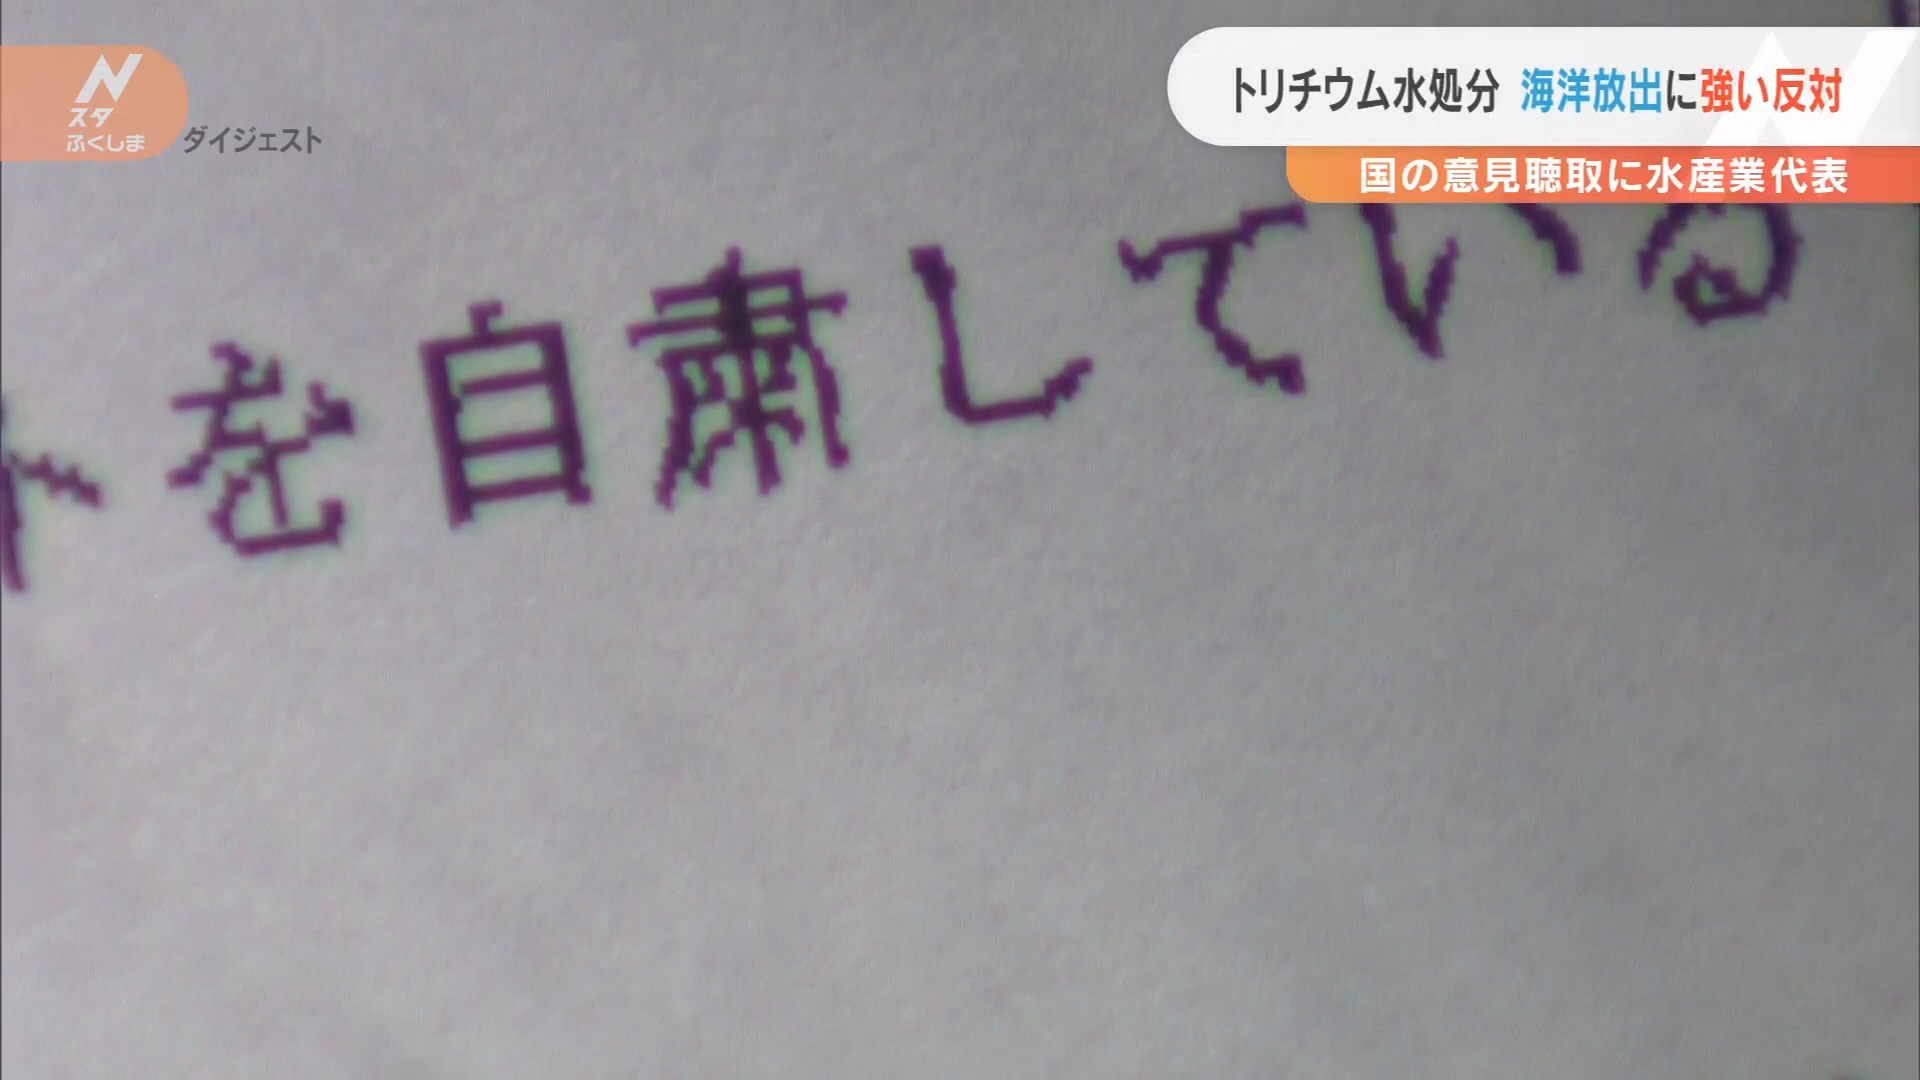 Nスタ
ふくしま
ダイジェスト
トリチウム水処分 海洋放出に強い反対
国の意見聴取に水産業代表
を自粛している